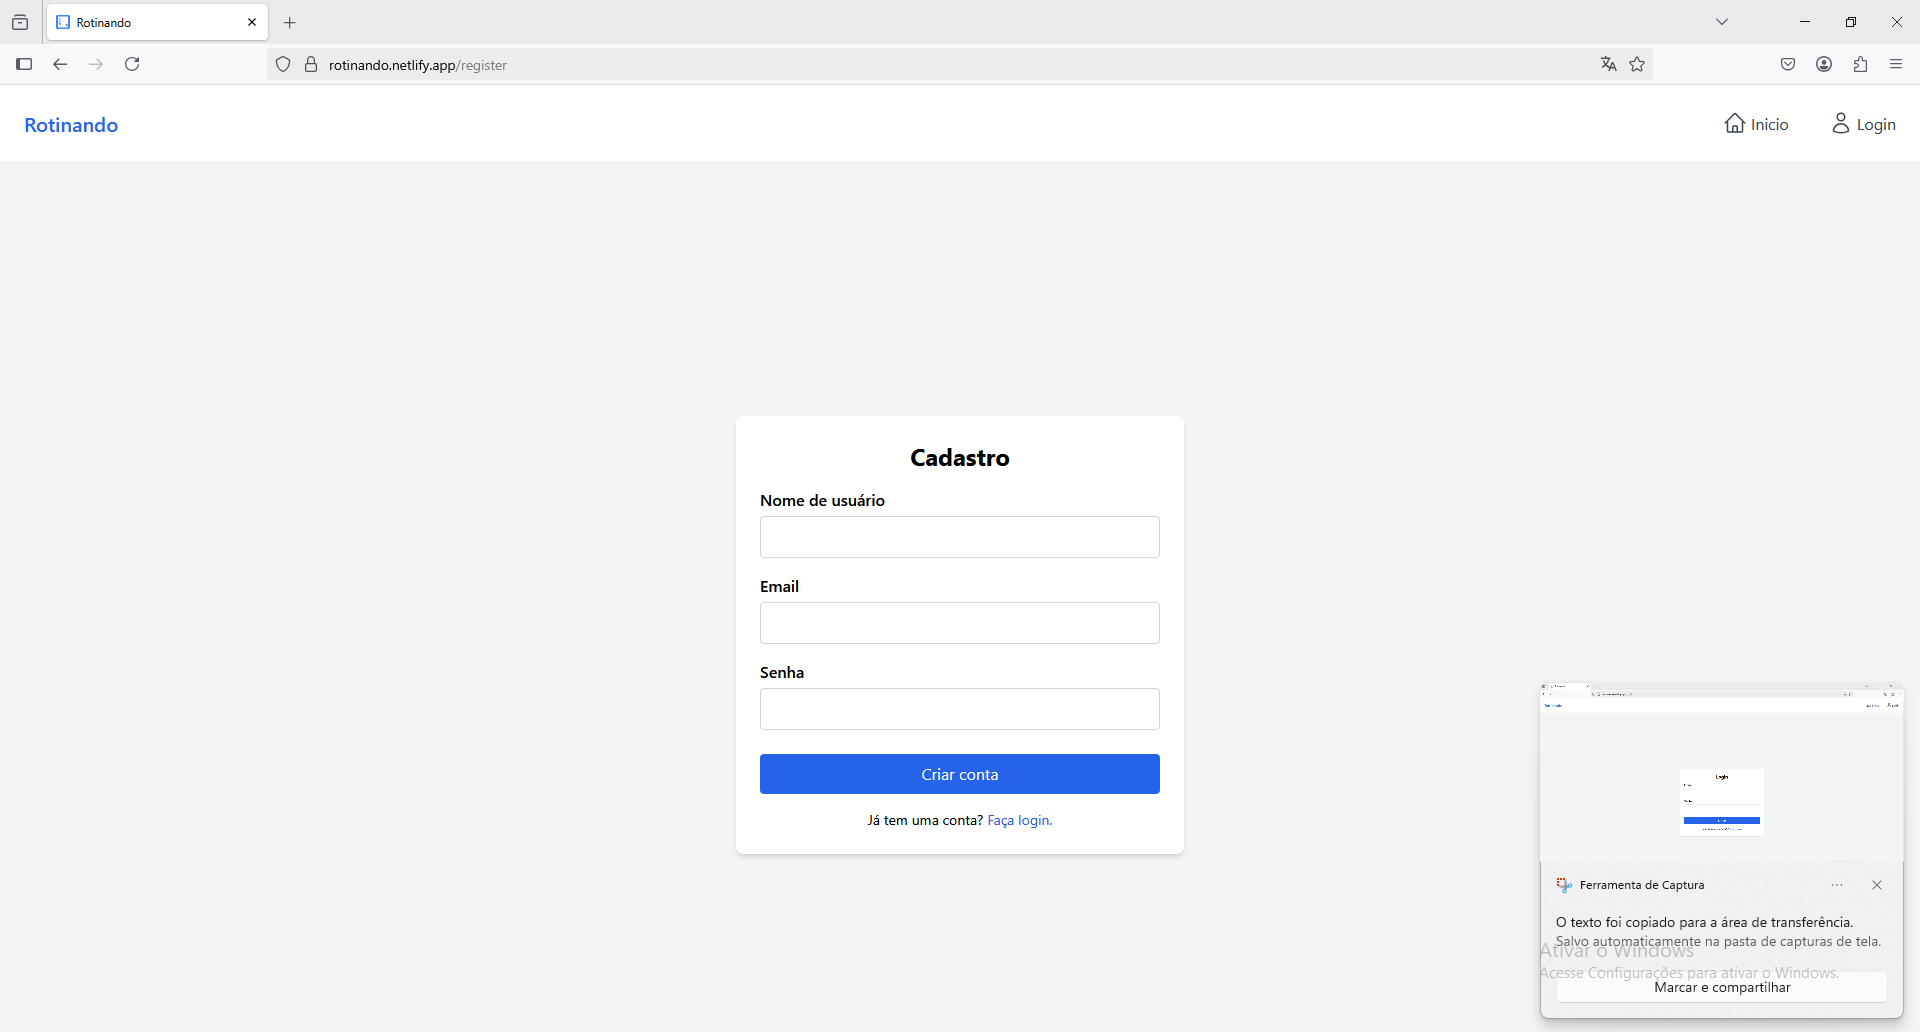 Rotinando
rotinando.netlify.app/register
Rotinando
Inicio
Login
Cadastro
Nome de usuário
Email
Senha
Criar conta
Já tem uma conta? Faça login.
Login
Ferramenta de Captura
O texto foi copiado para a área de transferência.
Salvo automaticamente na pasta de capturas de tela.
Ativar o Windows
Acesse Configurações para ativar o Windows.
Marcar e compartilhar